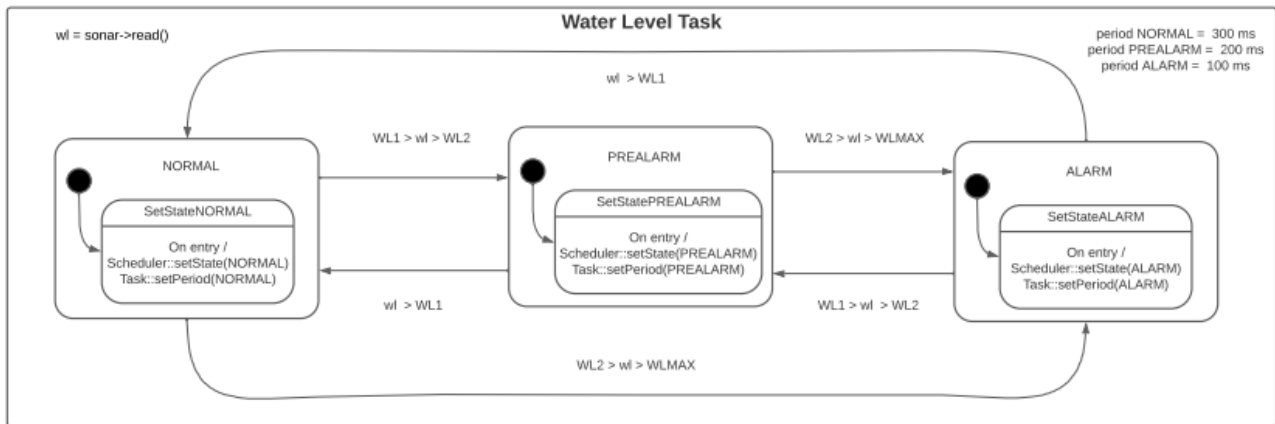 Water Level Task
wl = sonar->read()
period NORMAL = 300 ms
period PREALARM = 200 ms
period ALARM = 100 ms
wl > WL1
WL1 > wl > WL2
WL2 > wl > WLMAX
NORMAL
SetStateNORMAL
On entry /
Scheduler::setState(NORMAL)
Task::setPeriod(NORMAL)
PREALARM
SetStatePREALARM
On entry /
Scheduler::setState(PREALARM)
Task::setPeriod(PREALARM)
ALARM
SetStateALARM
On entry /
Scheduler::setState(ALARM)
Task::setPeriod(ALARM)
wl > WL1
WL1 > wl > WL2
WL2 > wl > WLMAX